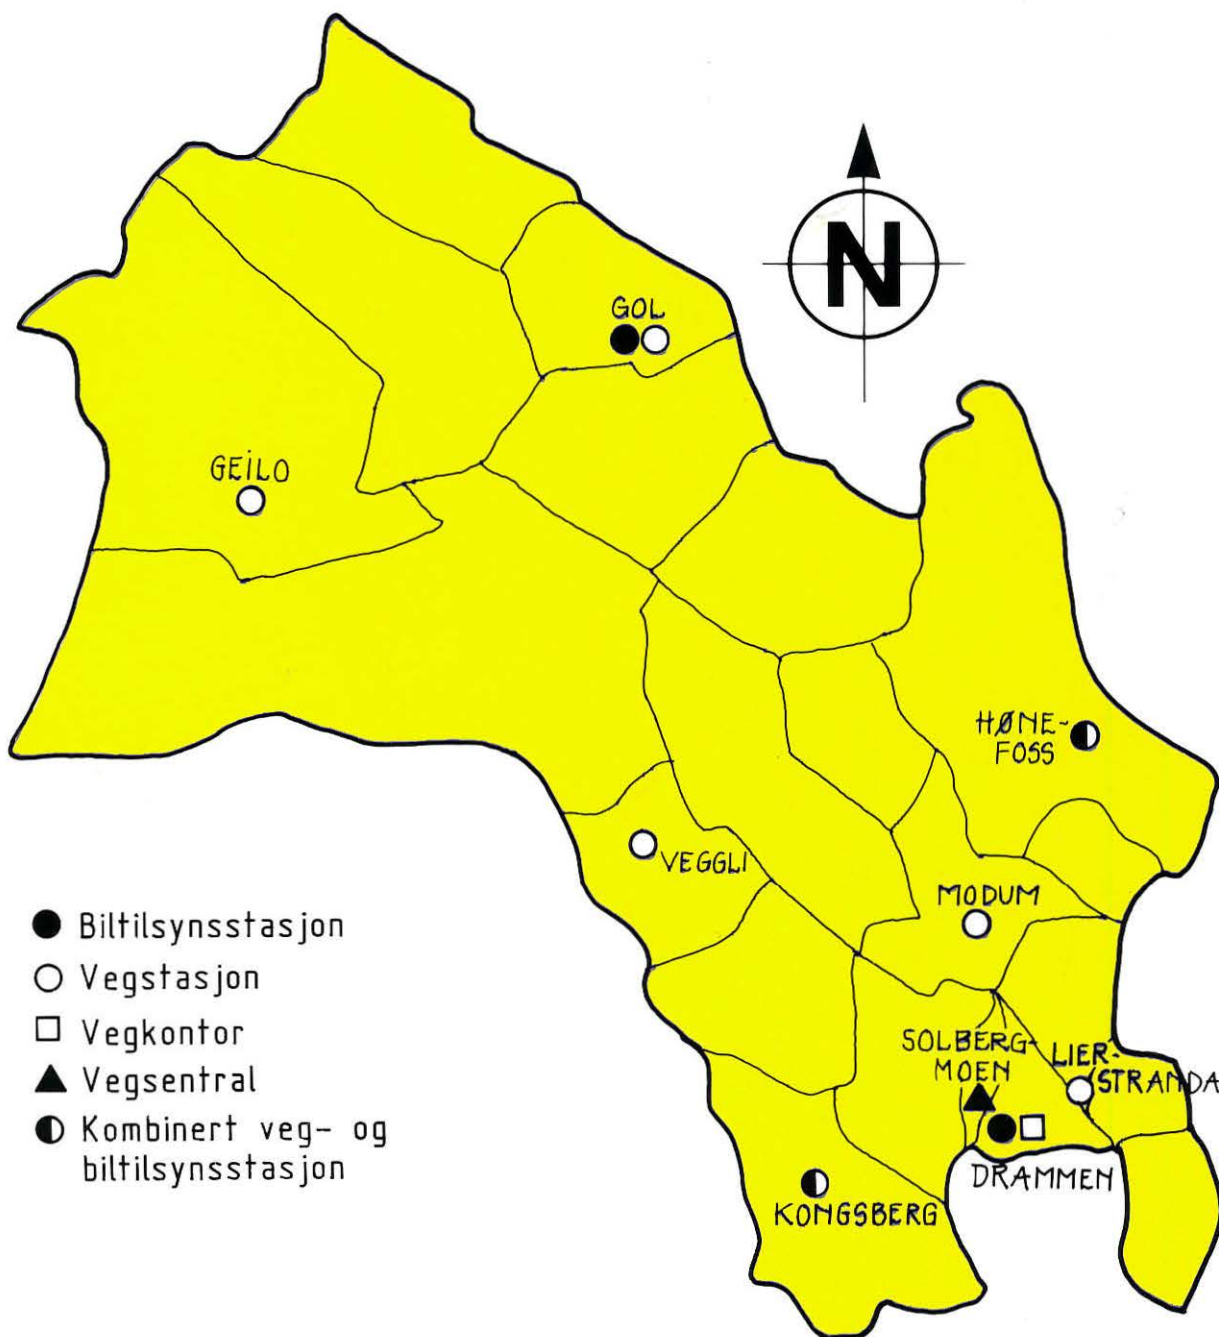 N
GOL
GEILO
HØNE-
FOSS
VEGGLI
MODUM
SOLBERG-
MOEN
LIER-
STRANDA
DRAMMEN
KONGSBERG
Biltilsynsstasjon
Vegstasjon
Vegkontor
Vegsentral
Kombinert veg- og
biltilsynsstasjon